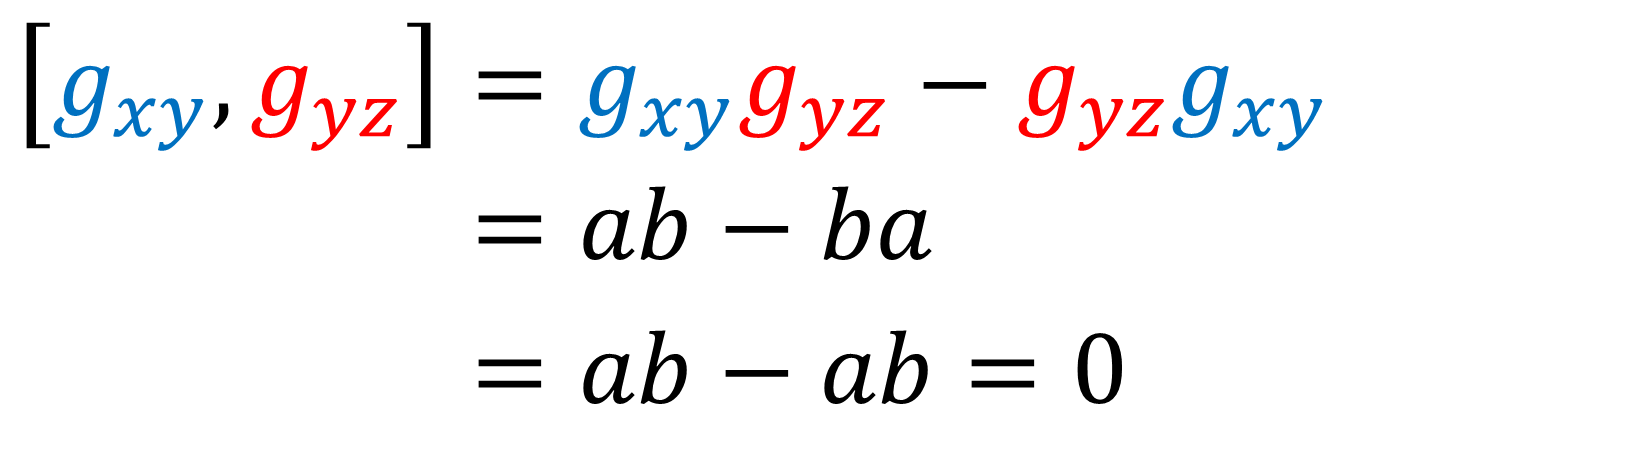 [g_xy, g_yz] = g_xy g_yz − g_yz g_xy
= ab − ba
= ab − ab = 0